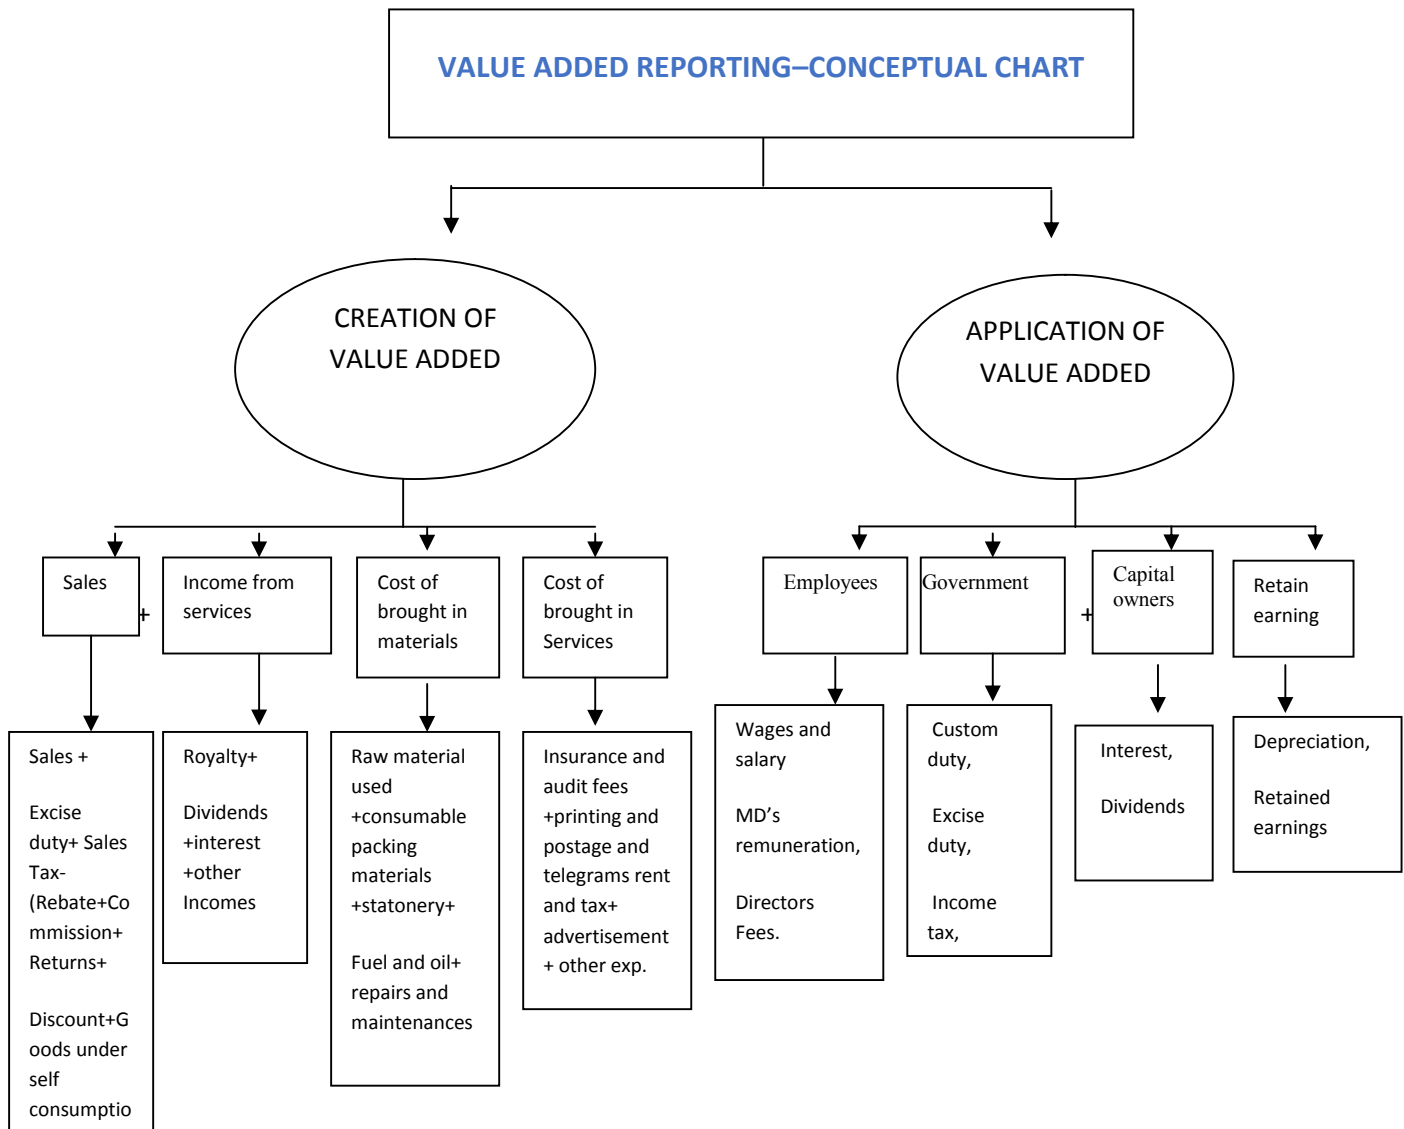 VALUE ADDED REPORTING–CONCEPTUAL CHART
CREATION OF
VALUE ADDED
APPLICATION OF
VALUE ADDED
Sales
+
Income from
services
Cost of
brought in
materials
Cost of
brought in
Services
Employees
Government
+
Capital
owners
Retain
earning
Sales +
Excise
duty+ Sales
Tax-
(Rebate+Co
mmission+
Returns+
Discount+G
oods under
self
consumptio
Royalty+
Dividends
+interest
+other
Incomes
Raw material
used
+consumable
packing
materials
+statonery+
Fuel and oil+
repairs and
maintenances
Insurance and
audit fees
+printing and
postage and
telegrams rent
and tax+
advertisement
+ other exp.
Wages and
salary
MD’s
remuneration,
Directors
Fees.
Custom
duty,
Excise
duty,
Income
tax,
Interest,
Dividends
Depreciation,
Retained
earnings